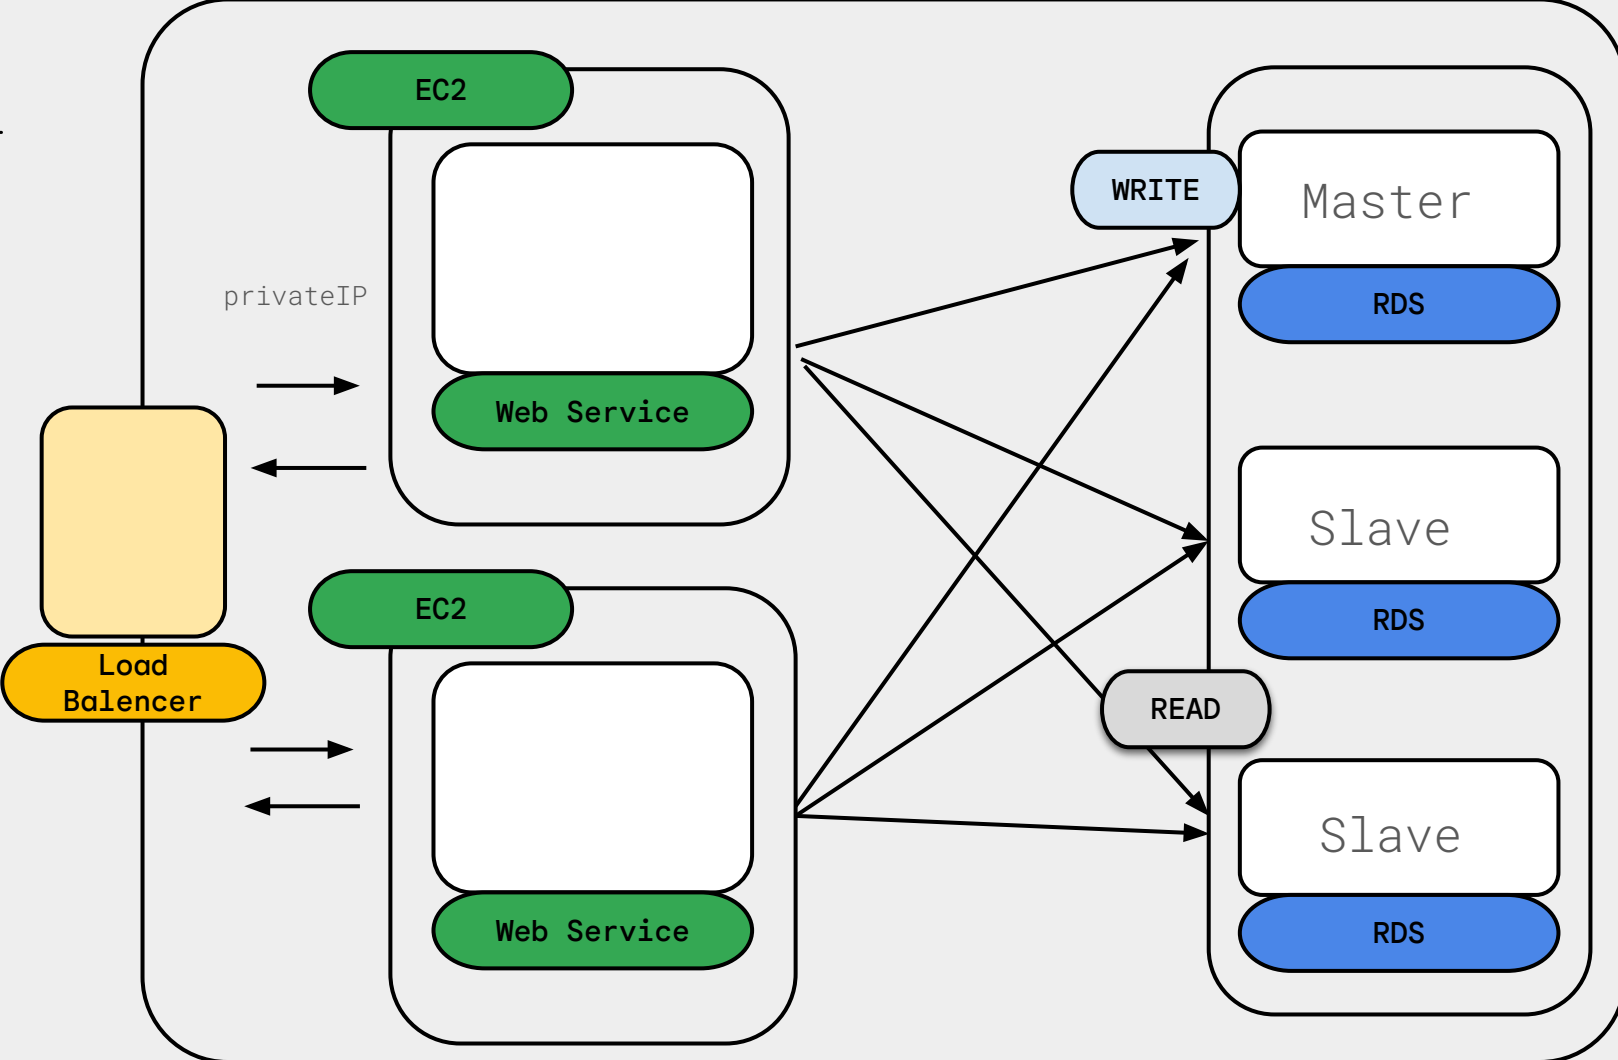 EC2
WRITE
Master
privateIP
RDS
Web Service
Slave
EC2
RDS
Load
Balencer
READ
Slave
Web Service
RDS